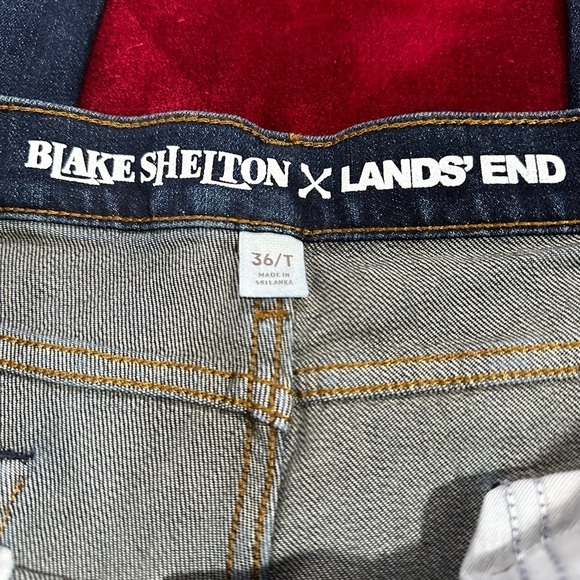 BLAKE SHELTON X LANDS' END
36/T
MADE IN
SRI LANKA